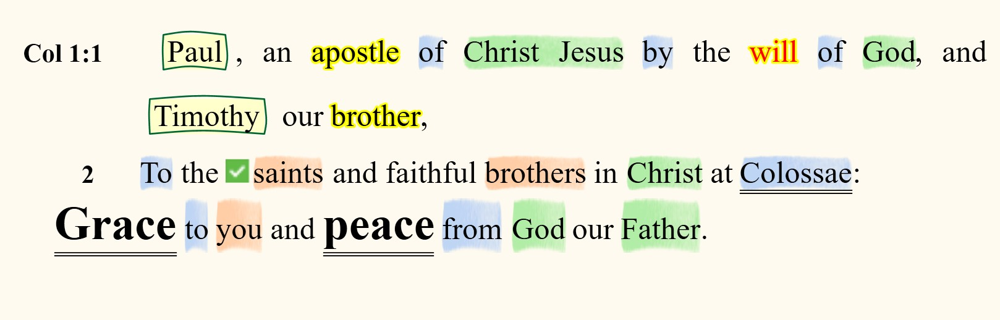 Col 1:1 Paul , an apostle of Christ Jesus by the will of God, and
Timothy our brother,
2 To the ✅ saints and faithful brothers in Christ at Colossae:
Grace to you and peace from God our Father.